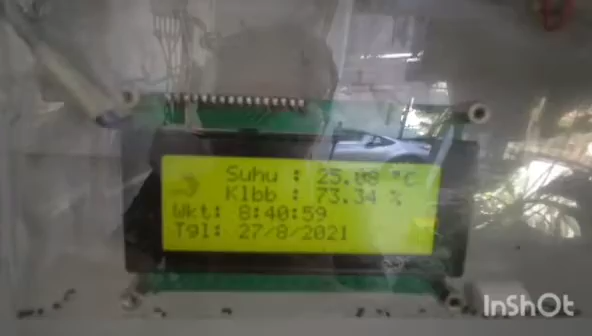 Suhu : 25.08 °C
Klbb : 73.34 %
Wkt: 8:40:59
Tgl: 27/8/2021
InShOt